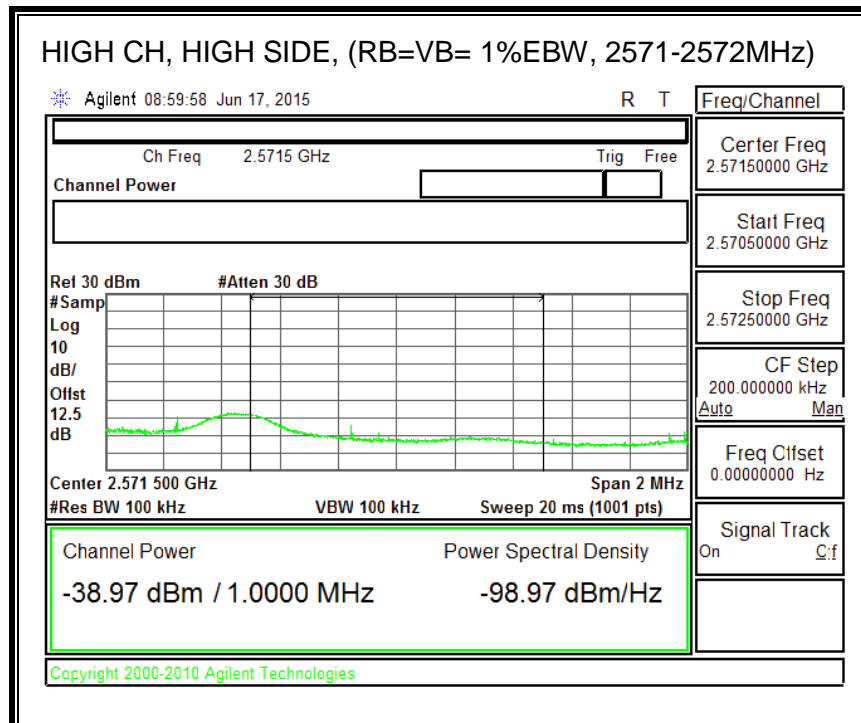 HIGH CH, HIGH SIDE, (RB=VB= 1%EBW, 2571-2572MHz)
Agilent 08:59:58 Jun 17, 2015 R T
Freq/Channel
Ch Freq 2.5715 GHz Trig Free
Channel Power
Center Freq
2.57150000 GHz
Start Freq
2.57050000 GHz
Stop Freq
2.57250000 GHz
CF Step
200.000000 kHz
Auto Man
Freq Offset
0.00000000 Hz
Signal Track
On Off
Ref 30 dBm #Atten 30 dB
#Samp
Log
10
dB/
Offst
12.5
dB
Center 2.571 500 GHz Span 2 MHz
#Res BW 100 kHz VBW 100 kHz Sweep 20 ms (1001 pts)
Channel Power Power Spectral Density
-38.97 dBm / 1.0000 MHz -98.97 dBm/Hz
Copyright 2000-2010 Agilent Technologies